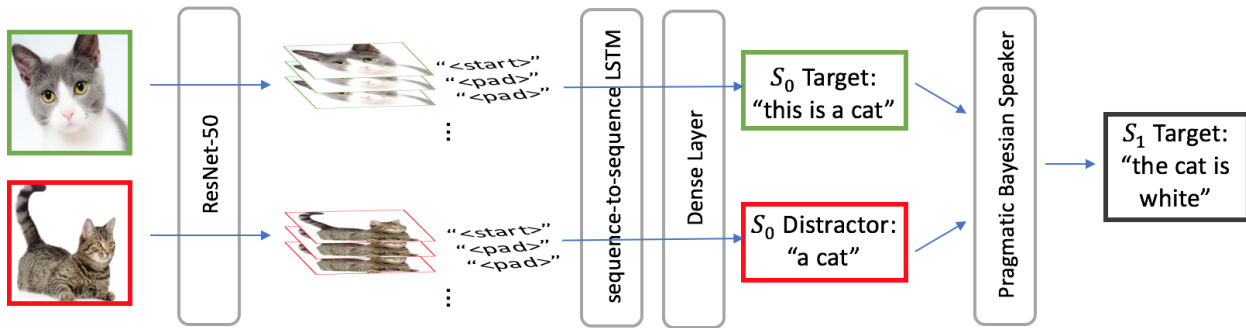 ResNet-50
"<start>"
"<pad>"
"<pad>"
...
"<start>"
"<pad>"
"<pad>"
...
sequence-to-sequence LSTM
Dense Layer
S₀ Target:
"this is a cat"
S₀ Distractor:
"a cat"
Pragmatic Bayesian Speaker
S₁ Target:
"the cat is
white"